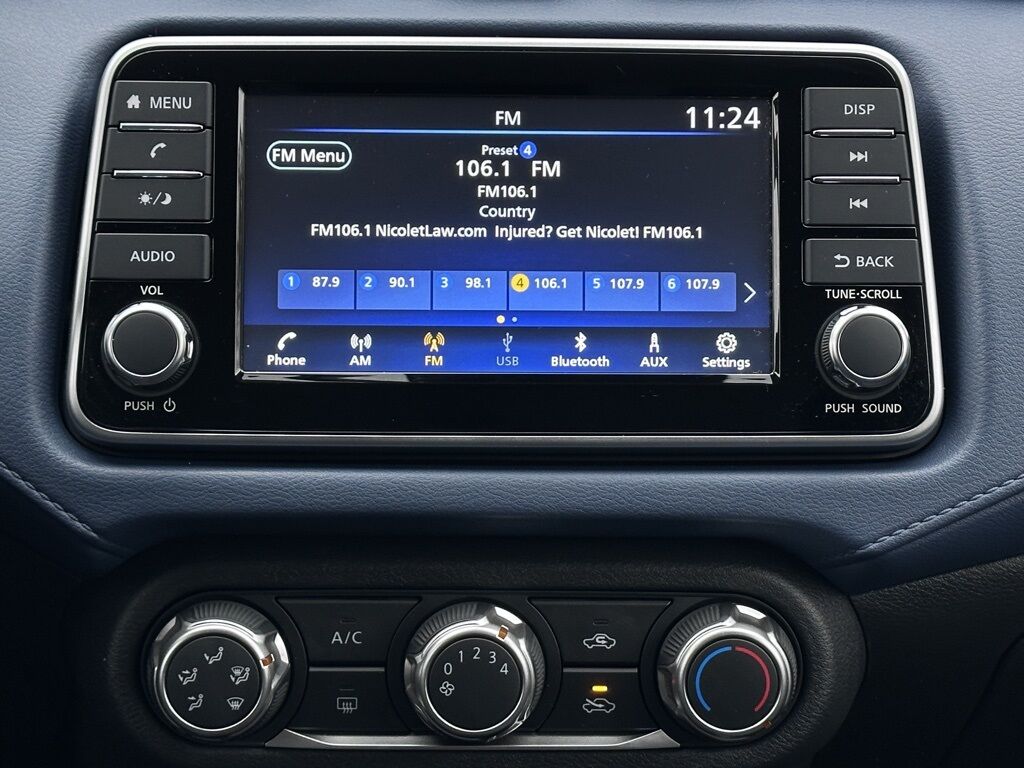 MENU
AUDIO
VOL
PUSH
FM
11:24
FM Menu
Preset 4
106.1 FM
FM106.1
Country
FM106.1 NicoletLaw.com Injured? Get Nicolet! FM106.1
1 87.9 2 90.1 3 98.1 4 106.1 5 107.9 6 107.9
Phone AM FM USB Bluetooth AUX Settings
DISP
BACK
TUNE·SCROLL
PUSH SOUND
A/C
0 1 2 3 4